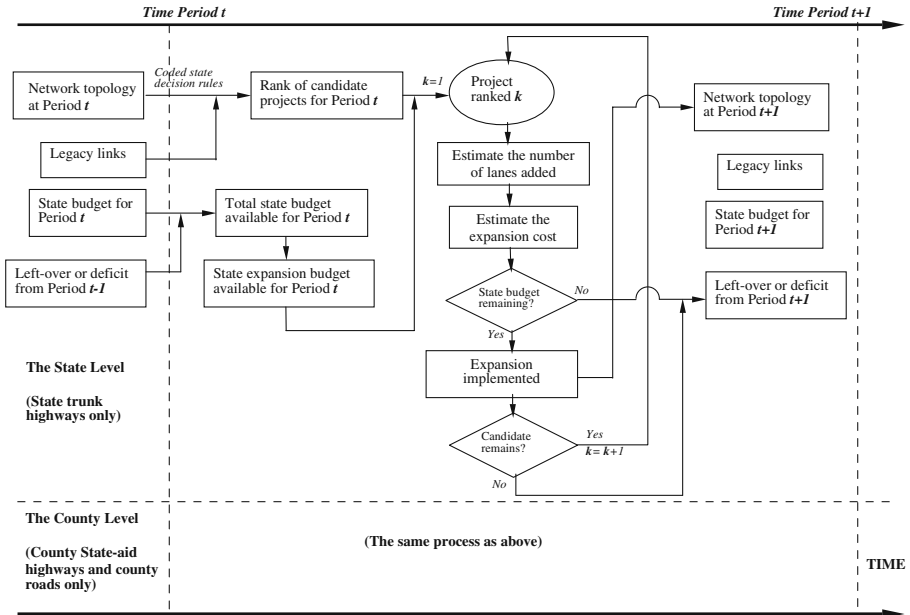 Time Period t
Time Period t+1
Network topology
at Period t
Coded state
decision rules
Rank of candidate
projects for Period t
k=1
Project
ranked k
Network topology
at Period t+1
Legacy links
Estimate the number
of lanes added
Legacy links
State budget for
Period t
Total state budget
available for Period t
Estimate the
expansion cost
State budget for
Period t+1
Left-over or deficit
from Period t-1
State expansion budget
available for Period t
State budget
remaining?
No
Left-over or deficit
from Period t+1
Yes
The State Level
(State trunk
highways only)
Expansion
implemented
Candidate
remains?
Yes
k= k+1
No
The County Level
(County State-aid
highways and county
roads only)
(The same process as above)
TIME